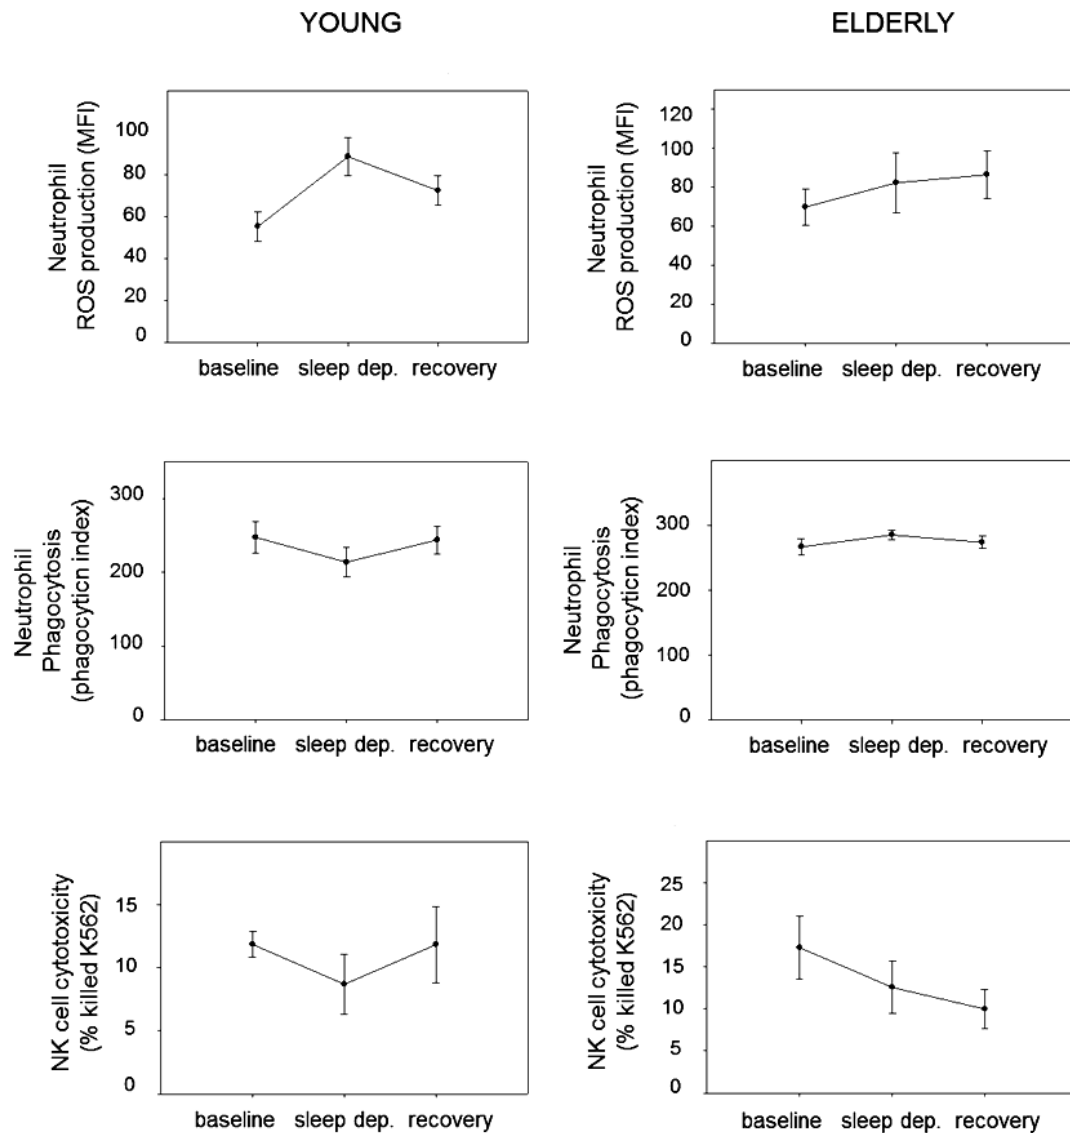 YOUNG
ELDERLY
Neutrophil
ROS production (MFI)
100
80
60
40
20
0
baseline sleep dep. recovery
Neutrophil
ROS production (MFI)
120
100
80
60
40
20
0
baseline sleep dep. recovery
Neutrophil
Phagocytosis
(phagocyticn index)
300
200
100
0
baseline sleep dep. recovery
Neutrophil
Phagocytosis
(phagocyticn index)
300
200
100
0
baseline sleep dep. recovery
NK cell cytotoxicity
(% killed K562)
15
10
5
0
baseline sleep dep. recovery
NK cell cytotoxicity
(% killed K562)
25
20
15
10
5
0
baseline sleep dep. recovery